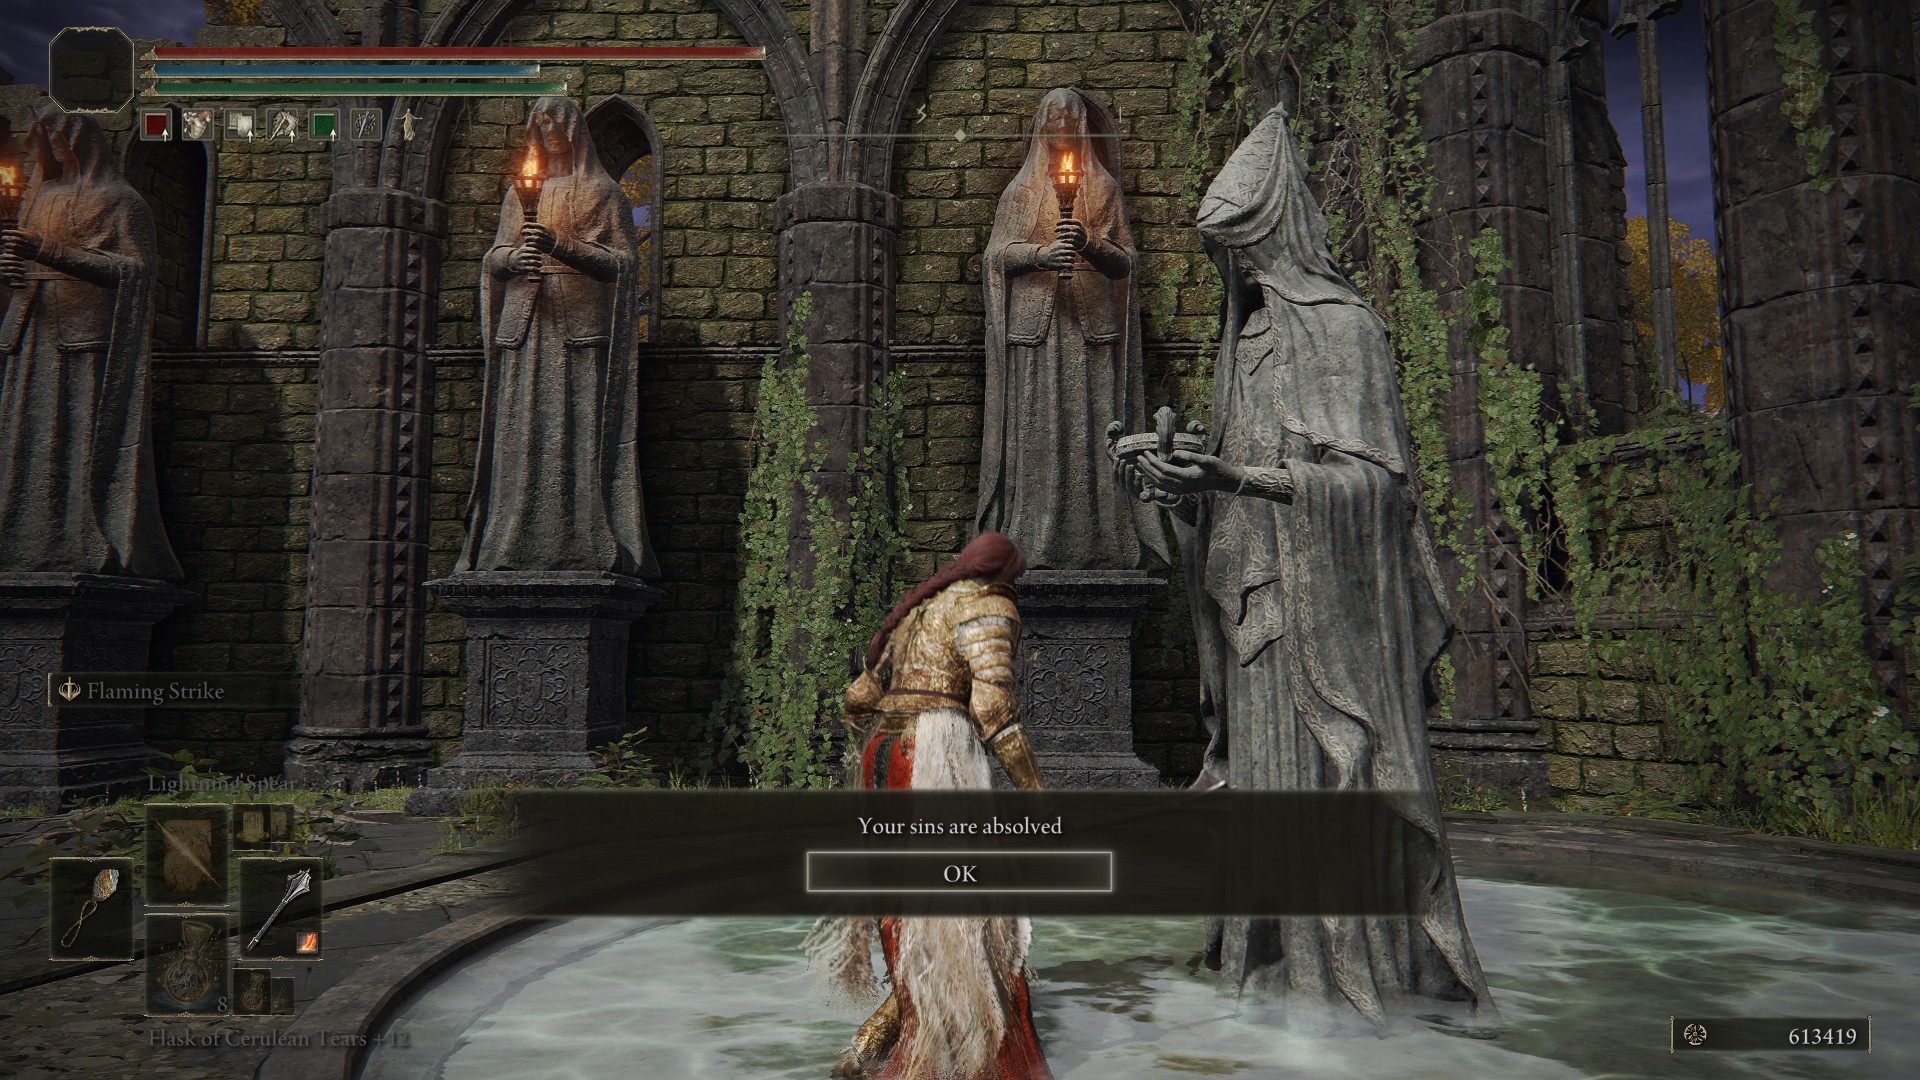 Flaming Strike
Lightning Spear
Your sins are absolved
OK
8
Flask of Cerulean Tears +12
613419